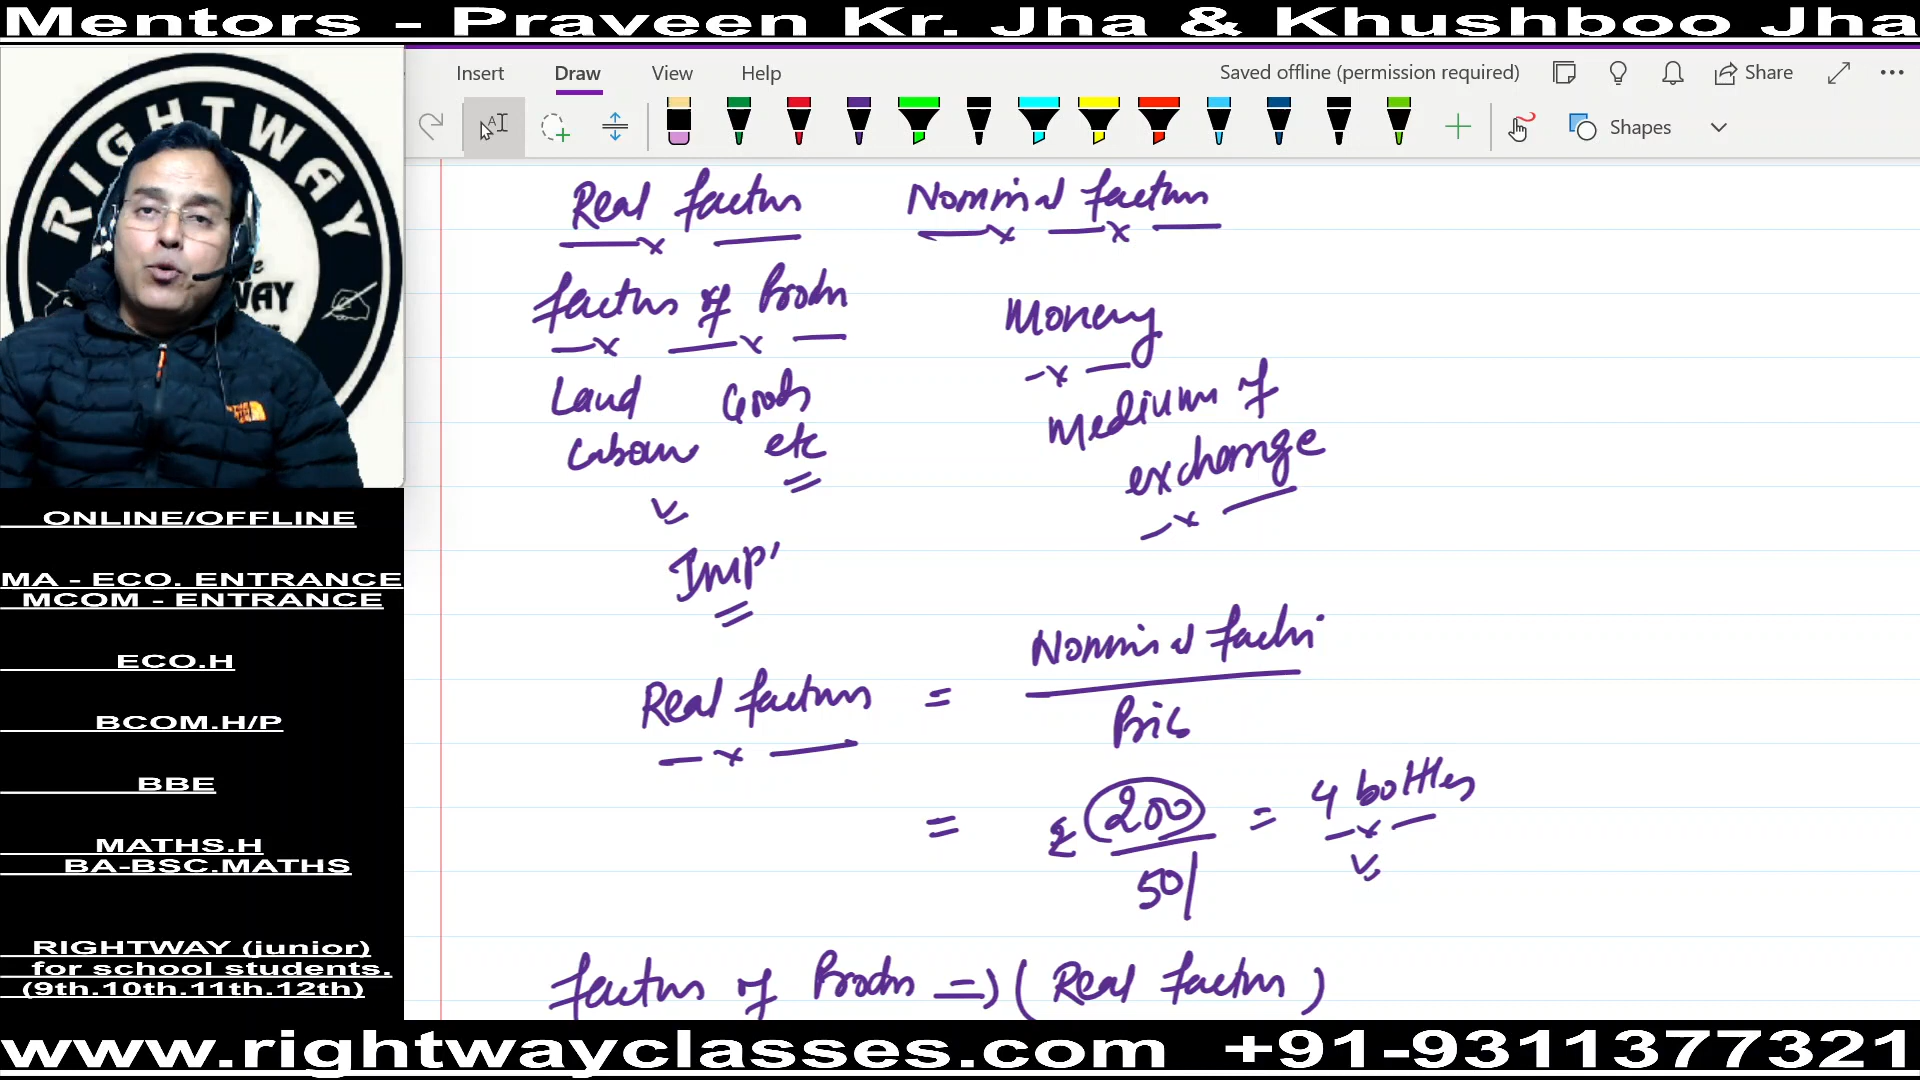 Mentors - Praveen Kr. Jha & Khushboo Jha
Insert Draw View Help Saved offline (permission required) Share
Shapes
RIGHTWAY
WAY
Real factors Nominal factors
factors of Prodn Money
Land Goods Medium of
Labour etc exchange
Imp'
Real factors = Nominal factor
Price
= ₹ 200 = 4 bottles
50/
factors of Prodn => (Real factors)
ONLINE/OFFLINE
MA - ECO. ENTRANCE
MCOM - ENTRANCE
ECO.H
BCOM.H/P
BBE
MATHS.H
BA-BSC.MATHS
RIGHTWAY (junior)
for school students.
(9th.10th.11th.12th)
www.rightwayclasses.com +91-9311377321